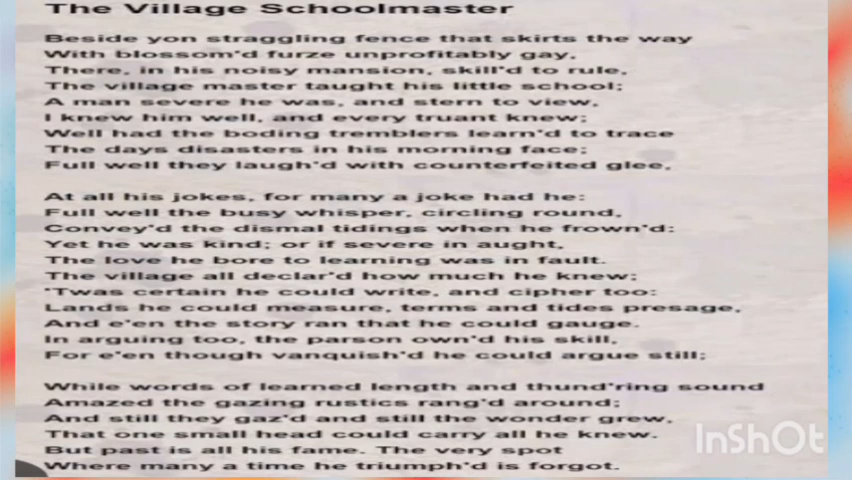 The Village Schoolmaster
Beside yon straggling fence that skirts the way
With blossom'd furze unprofitably gay,
There, in his noisy mansion, skill'd to rule,
The village master taught his little school;
A man severe he was, and stern to view,
I knew him well, and every truant knew;
Well had the boding tremblers learn'd to trace
The days disasters in his morning face;
Full well they laugh'd with counterfeited glee,
At all his jokes, for many a joke had he:
Full well the busy whisper, circling round,
Convey'd the dismal tidings when he frown'd:
Yet he was kind; or if severe in aught,
The love he bore to learning was in fault.
The village all declar'd how much he knew;
'Twas certain he could write, and cipher too:
Lands he could measure, terms and tides presage,
And e'en the story ran that he could gauge.
In arguing too, the parson own'd his skill,
For e'en though vanquish'd he could argue still;
While words of learned length and thund'ring sound
Amazed the gazing rustics rang'd around;
And still they gaz'd and still the wonder grew,
That one small head could carry all he knew.
But past is all his fame. The very spot
Where many a time he triumph'd is forgot.
InShOt